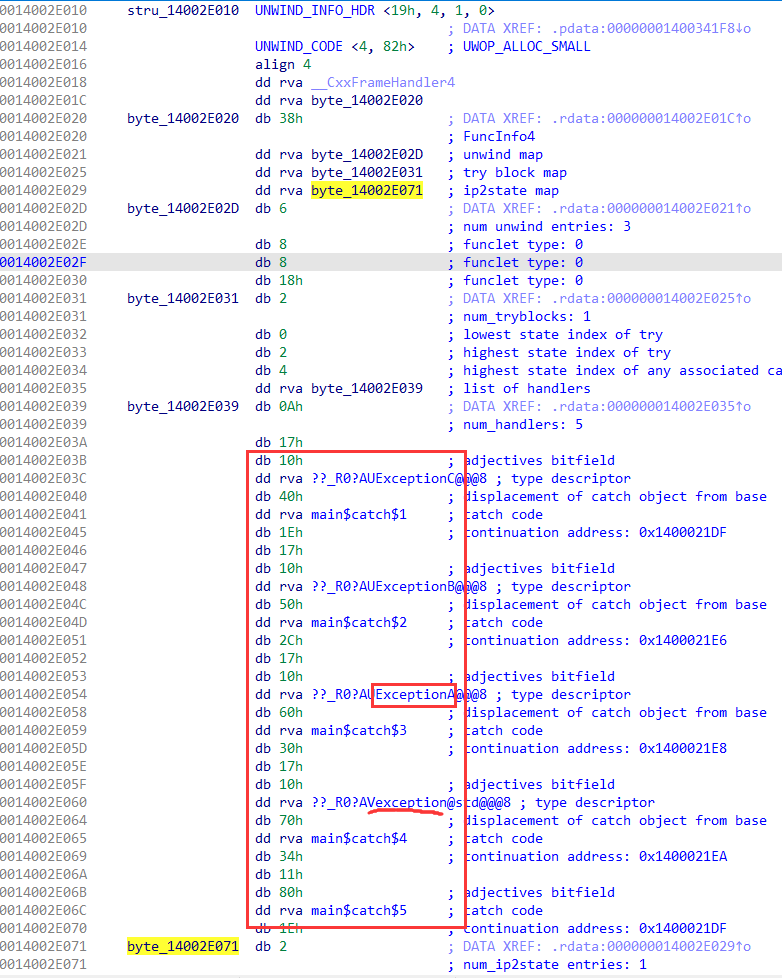 0014002E010 stru_14002E010 UNWIND_INFO_HDR <19h, 4, 1, 0>
0014002E010 ; DATA XREF: .pdata:00000001400341F8↓o
0014002E014 UNWIND_CODE <4, 82h> ; UWOP_ALLOC_SMALL
0014002E016 align 4
0014002E018 dd rva __CxxFrameHandler4
0014002E01C dd rva byte_14002E020
0014002E020 byte_14002E020 db 38h ; DATA XREF: .rdata:000000014002E01C↑o
0014002E020 ; FuncInfo4
0014002E021 dd rva byte_14002E02D ; unwind map
0014002E025 dd rva byte_14002E031 ; try block map
0014002E029 dd rva byte_14002E071 ; ip2state map
0014002E02D byte_14002E02D db 6 ; DATA XREF: .rdata:000000014002E021↑o
0014002E02D ; num unwind entries: 3
0014002E02E db 8 ; funclet type: 0
0014002E02F db 8 ; funclet type: 0
0014002E030 db 18h ; funclet type: 0
0014002E031 byte_14002E031 db 2 ; DATA XREF: .rdata:000000014002E025↑o
0014002E031 ; num_tryblocks: 1
0014002E032 db 0 ; lowest state index of try
0014002E033 db 2 ; highest state index of try
0014002E034 db 4 ; highest state index of any associated ca
0014002E035 dd rva byte_14002E039 ; list of handlers
0014002E039 byte_14002E039 db 0Ah ; DATA XREF: .rdata:000000014002E035↑o
0014002E039 ; num_handlers: 5
0014002E03A db 17h
0014002E03B db 10h ; adjectives bitfield
0014002E03C dd rva ??_R0?AUExceptionC@@@8 ; type descriptor
0014002E040 db 40h ; displacement of catch object from base
0014002E041 dd rva main$catch$1 ; catch code
0014002E045 db 1Eh ; continuation address: 0x1400021DF
0014002E046 db 17h
0014002E047 db 10h ; adjectives bitfield
0014002E048 dd rva ??_R0?AUExceptionB@@@8 ; type descriptor
0014002E04C db 50h ; displacement of catch object from base
0014002E04D dd rva main$catch$2 ; catch code
0014002E051 db 2Ch ; continuation address: 0x1400021E6
0014002E052 db 17h
0014002E053 db 10h ; adjectives bitfield
0014002E054 dd rva ??_R0?AUExceptionA@@@8 ; type descriptor
0014002E058 db 60h ; displacement of catch object from base
0014002E059 dd rva main$catch$3 ; catch code
0014002E05D db 30h ; continuation address: 0x1400021E8
0014002E05E db 17h
0014002E05F db 10h ; adjectives bitfield
0014002E060 dd rva ??_R0?AVexception@std@@@8 ; type descriptor
0014002E064 db 70h ; displacement of catch object from base
0014002E065 dd rva main$catch$4 ; catch code
0014002E069 db 34h ; continuation address: 0x1400021EA
0014002E06A db 11h
0014002E06B db 80h ; adjectives bitfield
0014002E06C dd rva main$catch$5 ; catch code
0014002E070 db 1Eh ; continuation address: 0x1400021DF
0014002E071 byte_14002E071 db 2 ; DATA XREF: .rdata:000000014002E029↑o
0014002E071 ; num_ip2state entries: 1